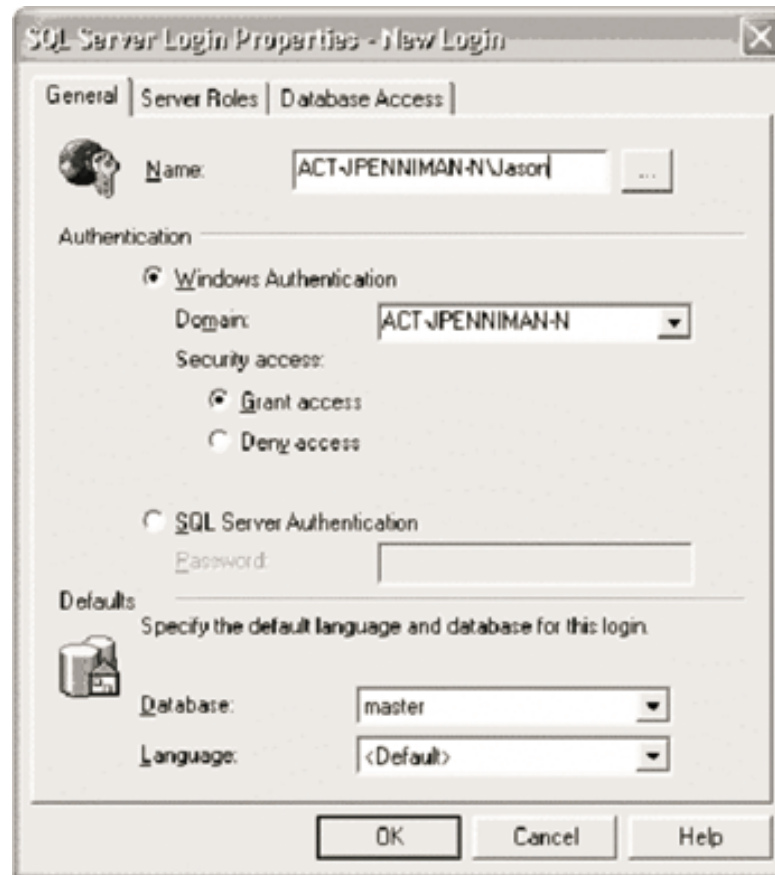 SQL Server Login Properties - New Login
General Server Roles Database Access
Name: ACT-JPENNIMAN-N\Jason ...
Authentication
Windows Authentication
Domain: ACT-JPENNIMAN-N
Security access:
Grant access
Deny access
SQL Server Authentication
Password:
Defaults
Specify the default language and database for this login.
Database: master
Language: <Default>
OK Cancel Help